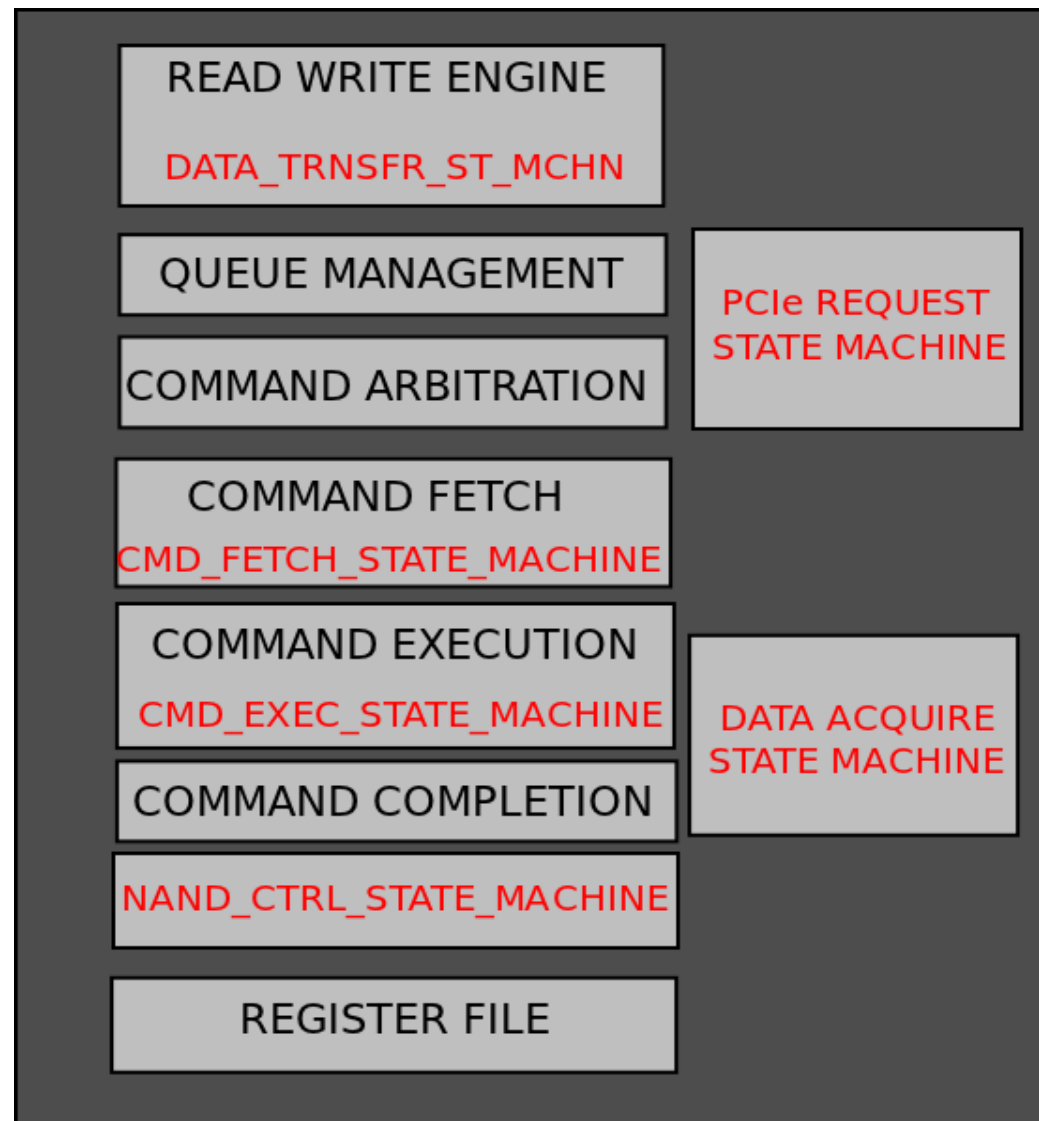 READ WRITE ENGINE
DATA_TRNSFR_ST_MCHN
QUEUE MANAGEMENT
COMMAND ARBITRATION
PCIe REQUEST
STATE MACHINE
COMMAND FETCH
CMD_FETCH_STATE_MACHINE
COMMAND EXECUTION
CMD_EXEC_STATE_MACHINE
COMMAND COMPLETION
DATA ACQUIRE
STATE MACHINE
NAND_CTRL_STATE_MACHINE
REGISTER FILE